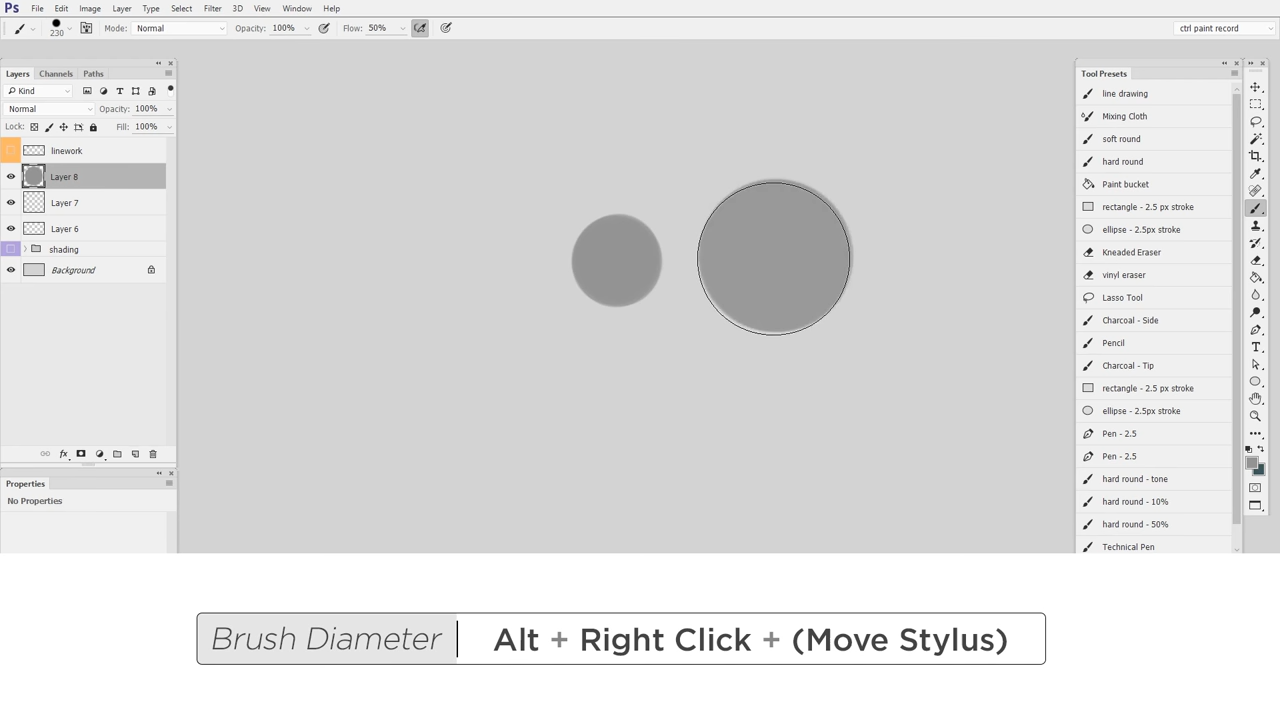 Ps File Edit Image Layer Type Select Filter 3D View Window Help
230 Mode: Normal Opacity: 100% Flow: 50% ctrl paint record
Layers Channels Paths
Kind
Normal Opacity: 100%
Lock: Fill: 100%
linework
Layer 8
Layer 7
Layer 6
shading
Background
fx
Properties
No Properties
Tool Presets
line drawing
Mixing Cloth
soft round
hard round
Paint bucket
rectangle - 2.5 px stroke
ellipse - 2.5px stroke
Kneaded Eraser
vinyl eraser
Lasso Tool
Charcoal - Side
Pencil
Charcoal - Tip
rectangle - 2.5 px stroke
ellipse - 2.5px stroke
Pen - 2.5
Pen - 2.5
hard round - tone
hard round - 10%
hard round - 50%
Technical Pen
Brush Diameter Alt + Right Click + (Move Stylus)